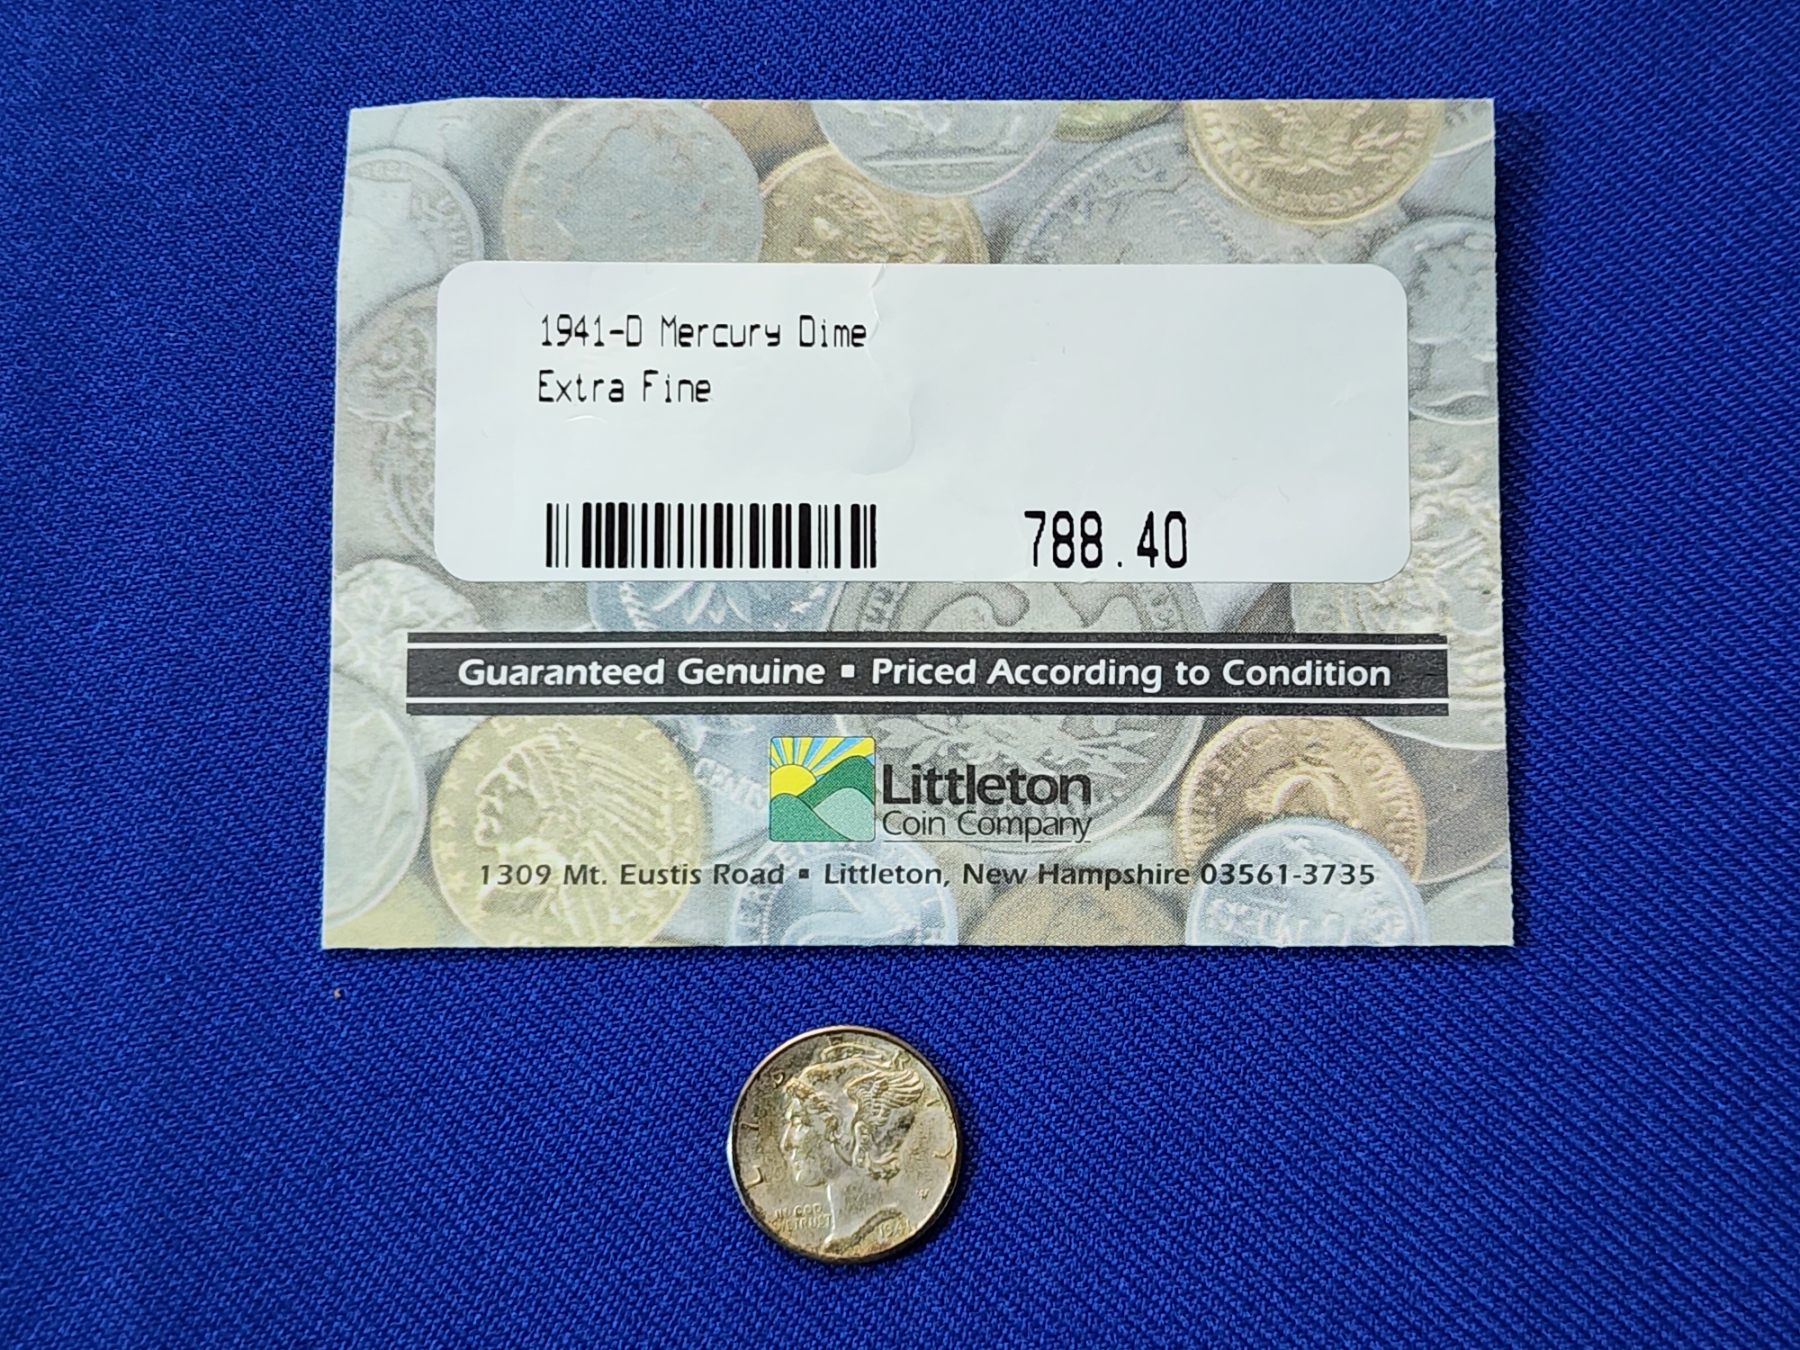 1941-D Mercury Dime
Extra Fine
788.40
Guaranteed Genuine ▪ Priced According to Condition
Littleton
Coin Company
1309 Mt. Eustis Road ▪ Littleton, New Hampshire 03561-3735
LIBERTY
IN GOD
WE TRUST
1941